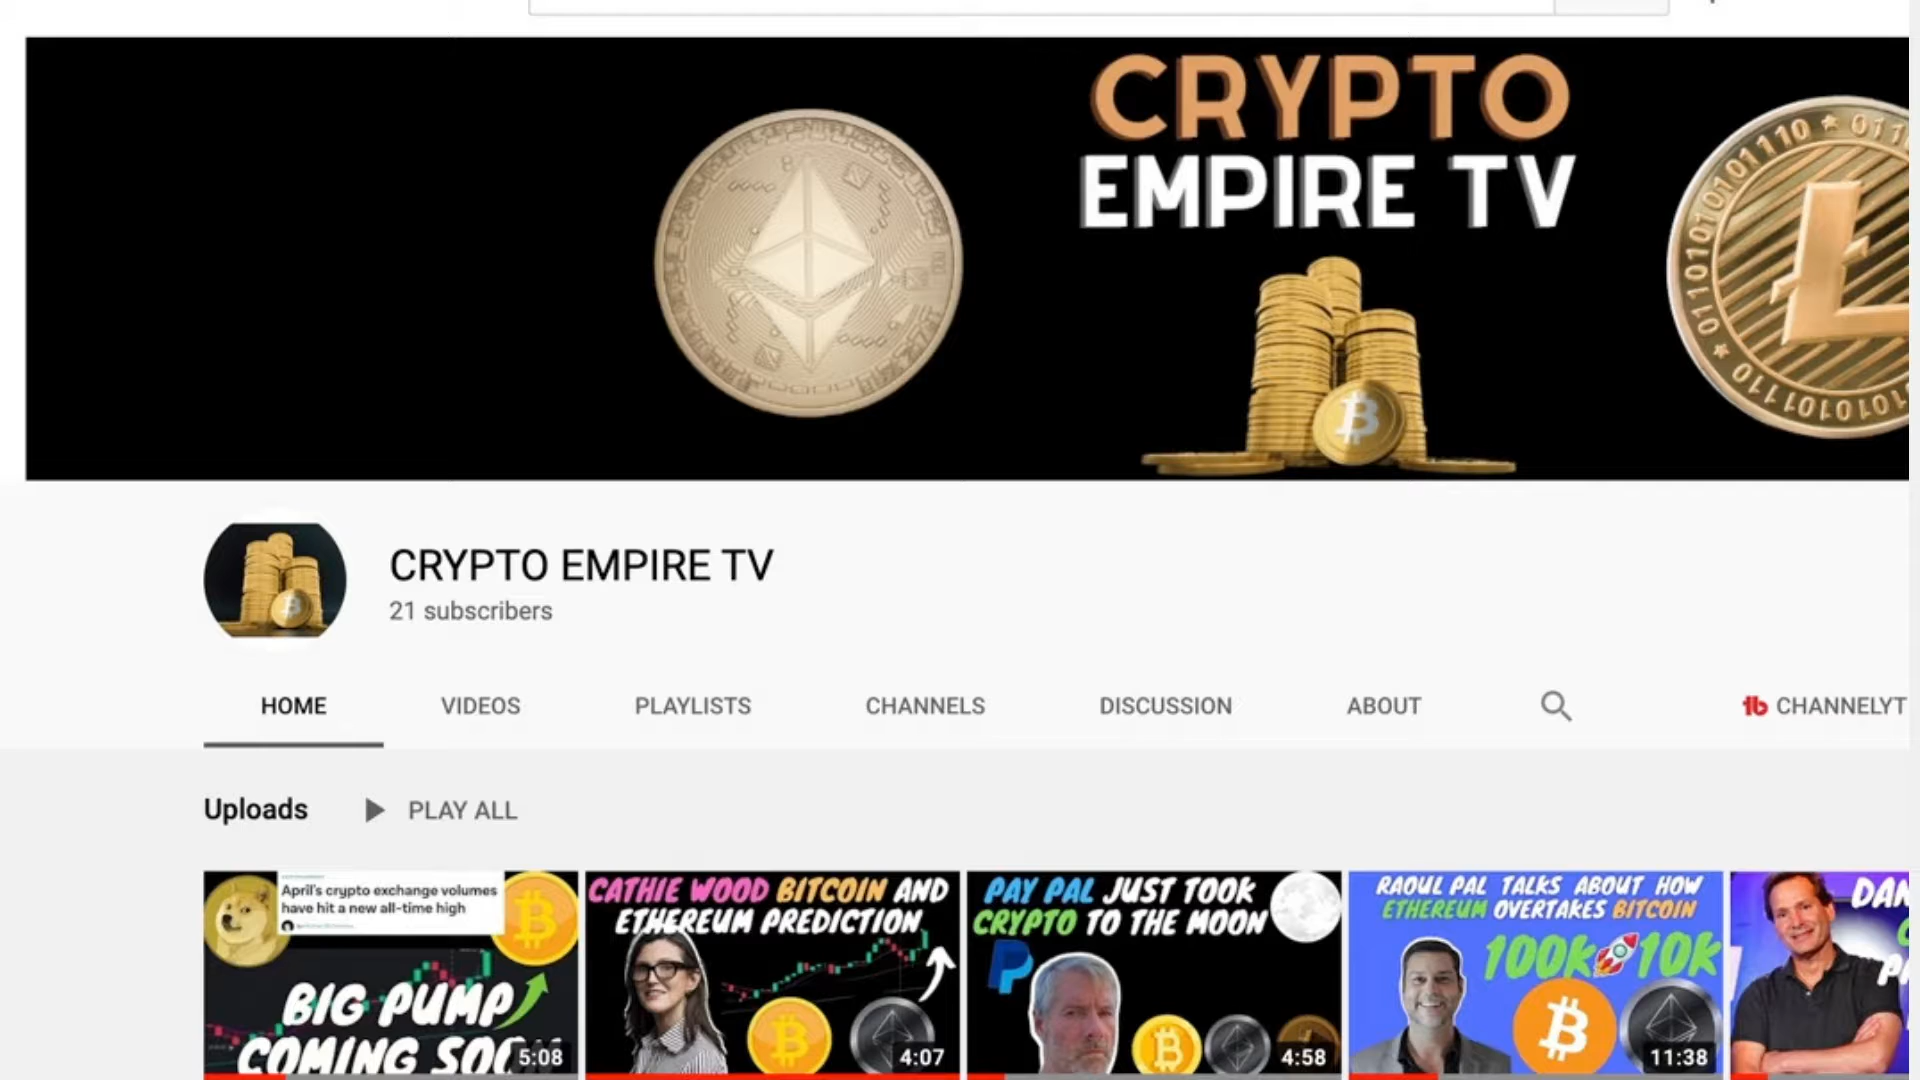 CRYPTO
EMPIRE TV
CRYPTO EMPIRE TV
21 subscribers
HOME
VIDEOS
PLAYLISTS
CHANNELS
DISCUSSION
ABOUT
CHANNELYT
Uploads
PLAY ALL
April's crypto exchange volumes
have hit a new all-time high
BIG PUMP
COMING
5:08
CATHIE WOOD BITCOIN AND
ETHEREUM PREDICTION
4:07
PAY PAL JUST TOOK
CRYPTO TO THE MOON
4:58
RAOUL PAL TALKS ABOUT HOW
ETHEREUM OVERTAKES BITCOIN
100K 10K
11:38
DAN